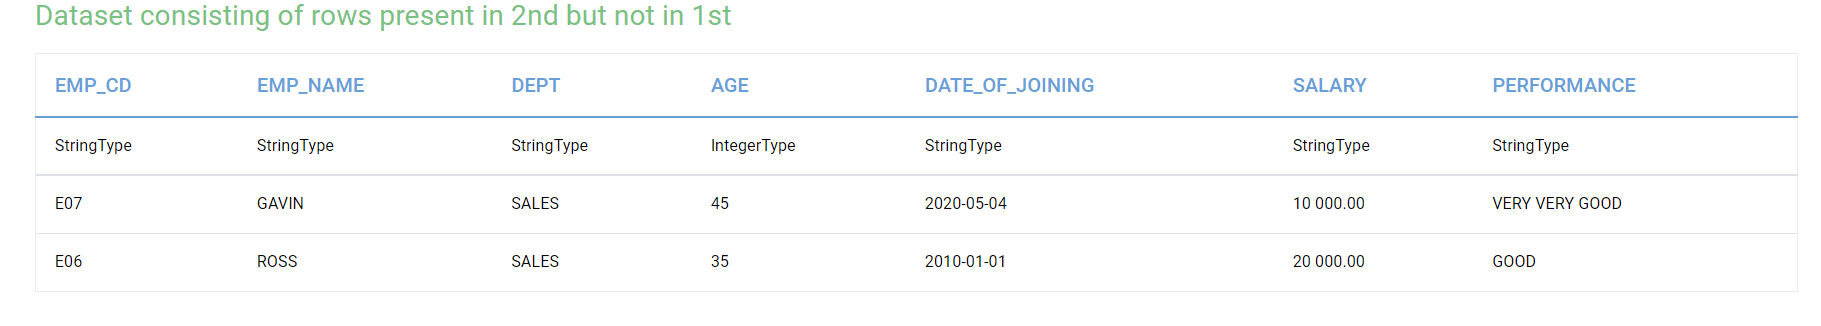 Dataset consisting of rows present in 2nd but not in 1st
EMP_CD EMP_NAME DEPT AGE DATE_OF_JOINING SALARY PERFORMANCE
StringType StringType StringType IntegerType StringType StringType StringType
E07 GAVIN SALES 45 2020-05-04 10 000.00 VERY VERY GOOD
E06 ROSS SALES 35 2010-01-01 20 000.00 GOOD